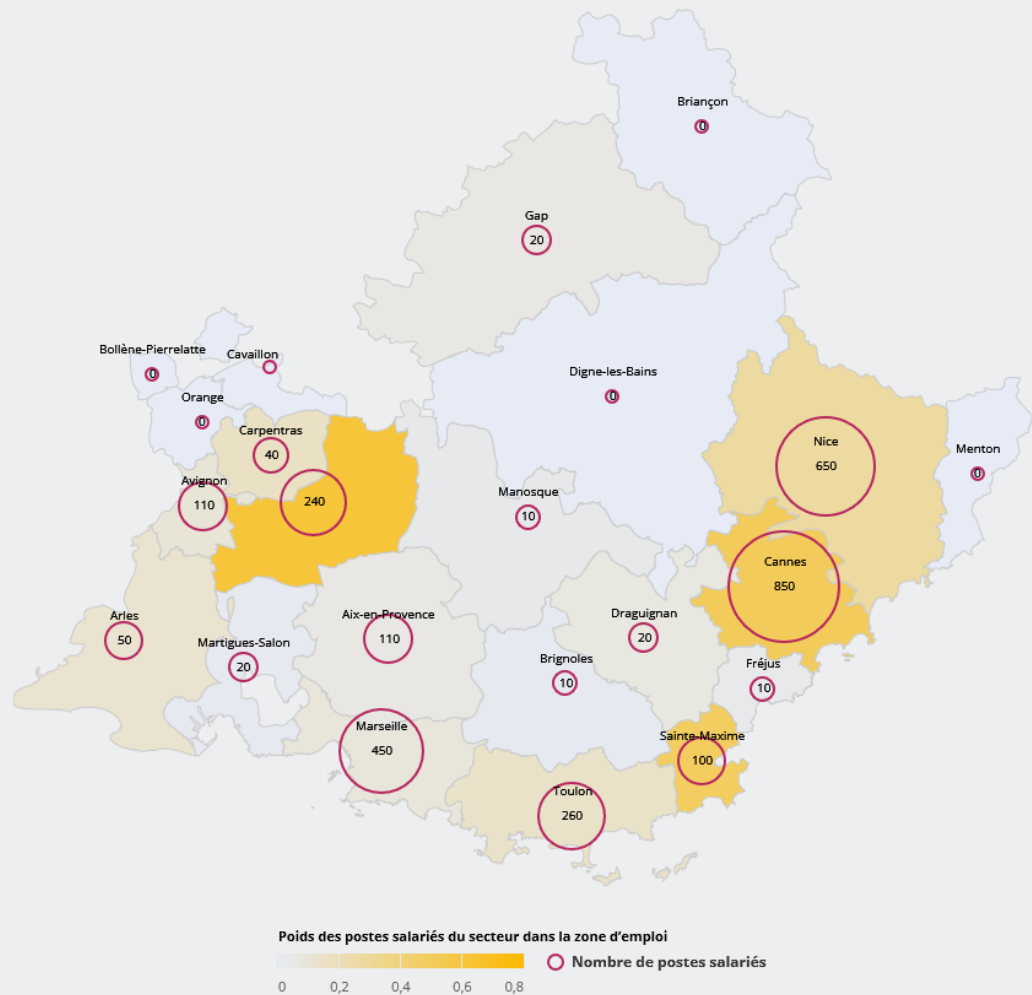 Briançon
0
Gap
20
Bollène-Pierrelatte
0
Cavaillon
Digne-les-Bains
0
Orange
0
Carpentras
40
Nice
650
Menton
0
Avignon
110
240
Manosque
10
Cannes
850
Arles
50
Martigues-Salon
20
Aix-en-Provence
110
Draguignan
20
Brignoles
10
Fréjus
10
Marseille
450
Sainte-Maxime
100
Toulon
260
Poids des postes salariés du secteur dans la zone d'emploi
Nombre de postes salariés
0 0,2 0,4 0,6 0,8